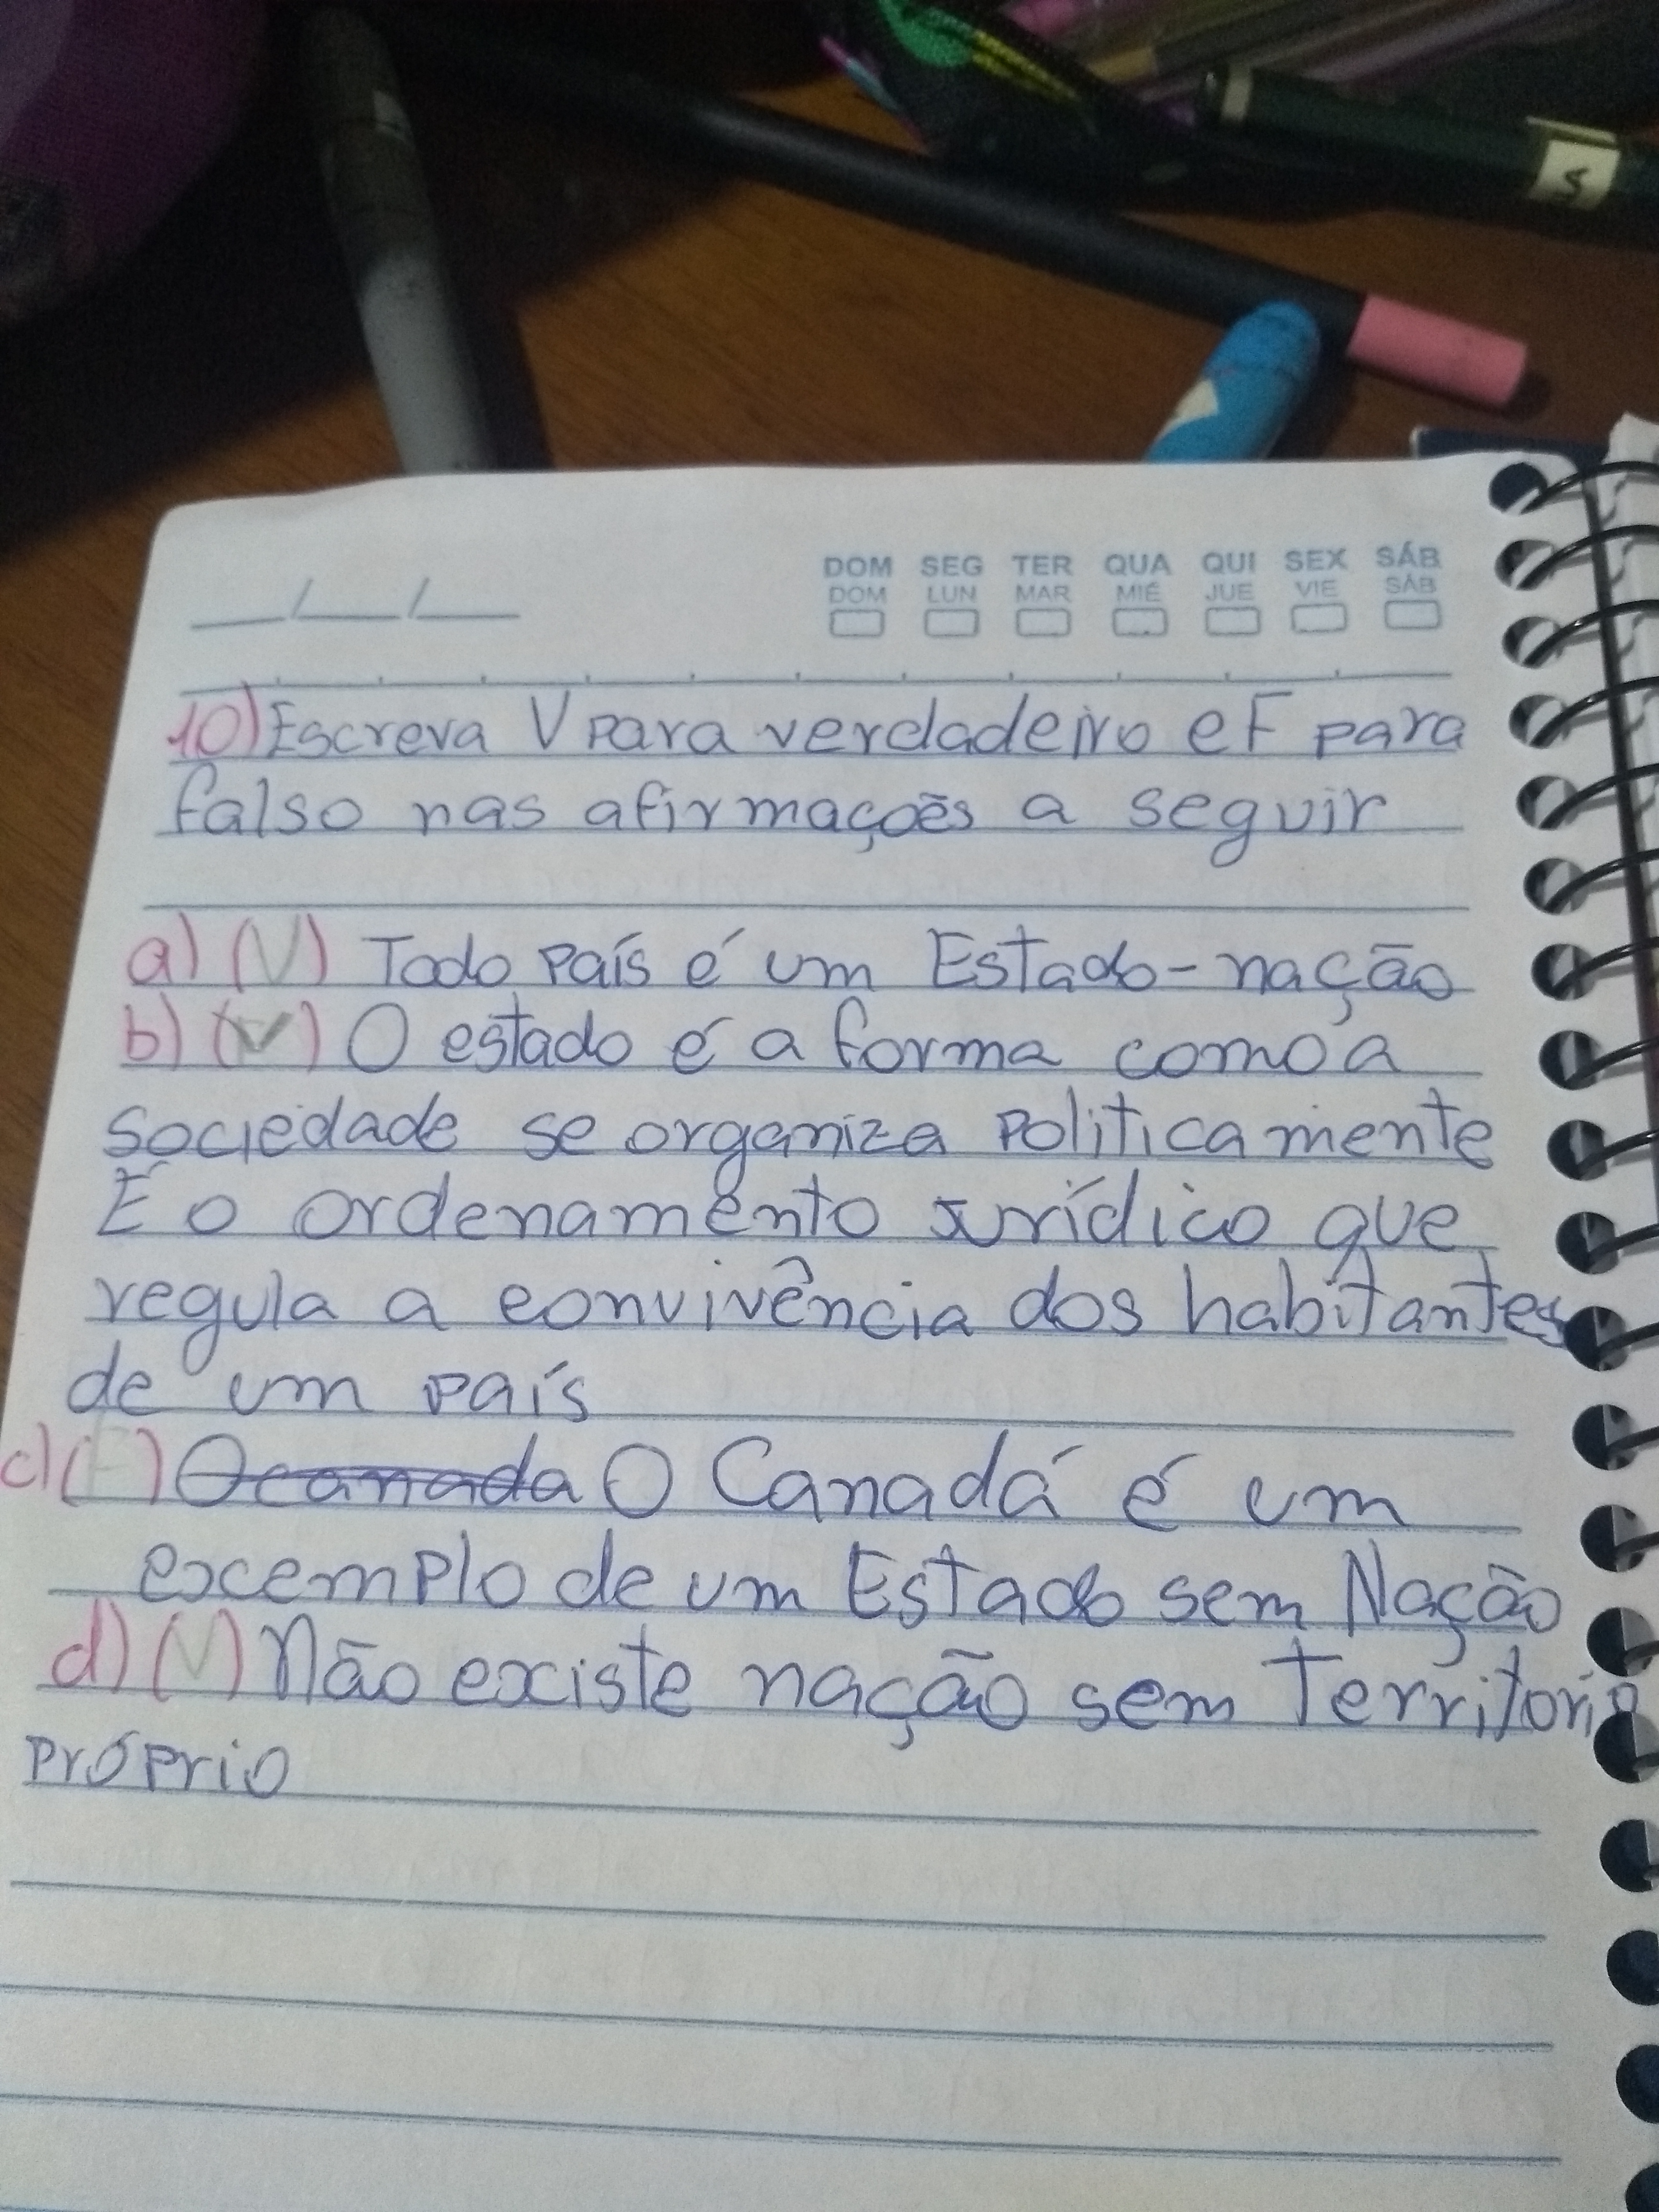 DOM SEG TER QUA QUI SEX SÁB
DOM LUN MAR MIÉ JUE VIE SÁB
__/__/__
10) Escreva V para verdadeiro e F para
falso nas afirmações a seguir
a) (V) Todo país é um Estado-nação
b) (V) O estado é a forma como a
sociedade se organiza politicamente
É o ordenamento jurídico que
regula a convivência dos habitantes
de um país
c) (F) O canada O Canadá é um
excemplo de um Estado sem Nação
d) (V) Não existe nação sem territorio
próprio
S